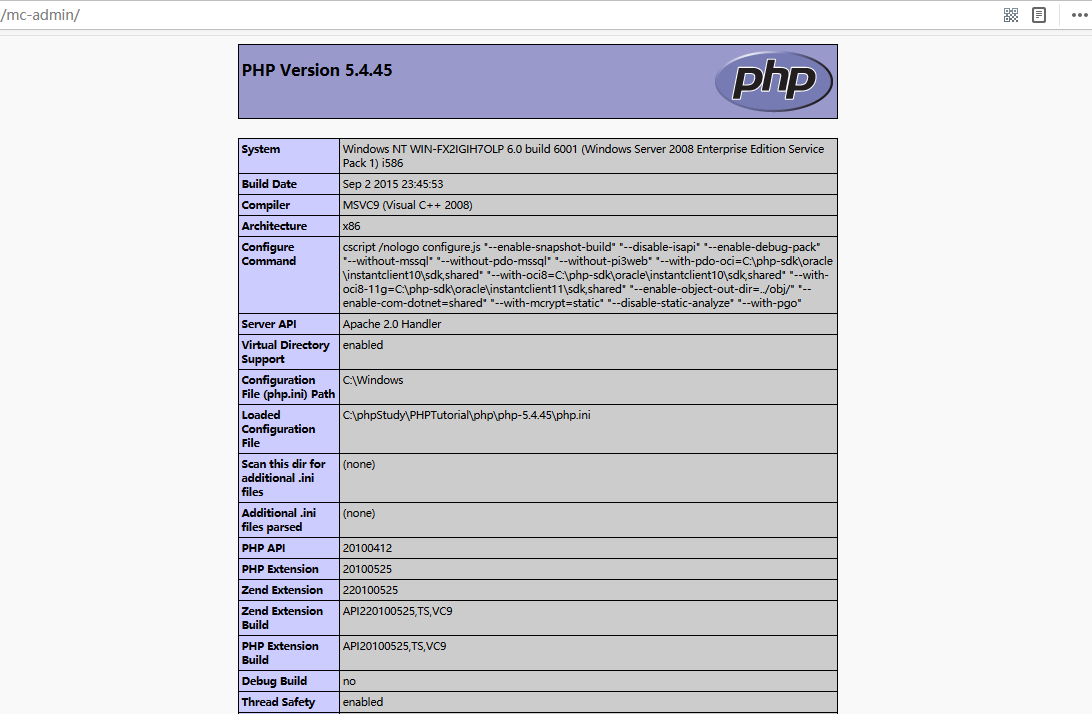 /mc-admin/
PHP Version 5.4.45
php
System
Windows NT WIN-FX2IGIH7OLP 6.0 build 6001 (Windows Server 2008 Enterprise Edition Service
Pack 1) i586
Build Date
Sep 2 2015 23:45:53
Compiler
MSVC9 (Visual C++ 2008)
Architecture
x86
Configure
Command
cscript /nologo configure.js "--enable-snapshot-build" "--disable-isapi" "--enable-debug-pack"
"--without-mssql" "--without-pdo-mssql" "--without-pi3web" "--with-pdo-oci=C:\php-sdk\oracle
\instantclient10\sdk,shared" "--with-oci8=C:\php-sdk\oracle\instantclient10\sdk,shared" "--with-
oci8-11g=C:\php-sdk\oracle\instantclient11\sdk,shared" "--enable-object-out-dir=../obj/" "--
enable-com-dotnet=shared" "--with-mcrypt=static" "--disable-static-analyze" "--with-pgo"
Server API
Apache 2.0 Handler
Virtual Directory
Support
enabled
Configuration
File (php.ini) Path
C:\Windows
Loaded
Configuration
File
C:\phpStudy\PHPTutorial\php\php-5.4.45\php.ini
Scan this dir for
additional .ini
files
(none)
Additional .ini
files parsed
(none)
PHP API
20100412
PHP Extension
20100525
Zend Extension
220100525
Zend Extension
Build
API220100525,TS,VC9
PHP Extension
Build
API20100525,TS,VC9
Debug Build
no
Thread Safety
enabled